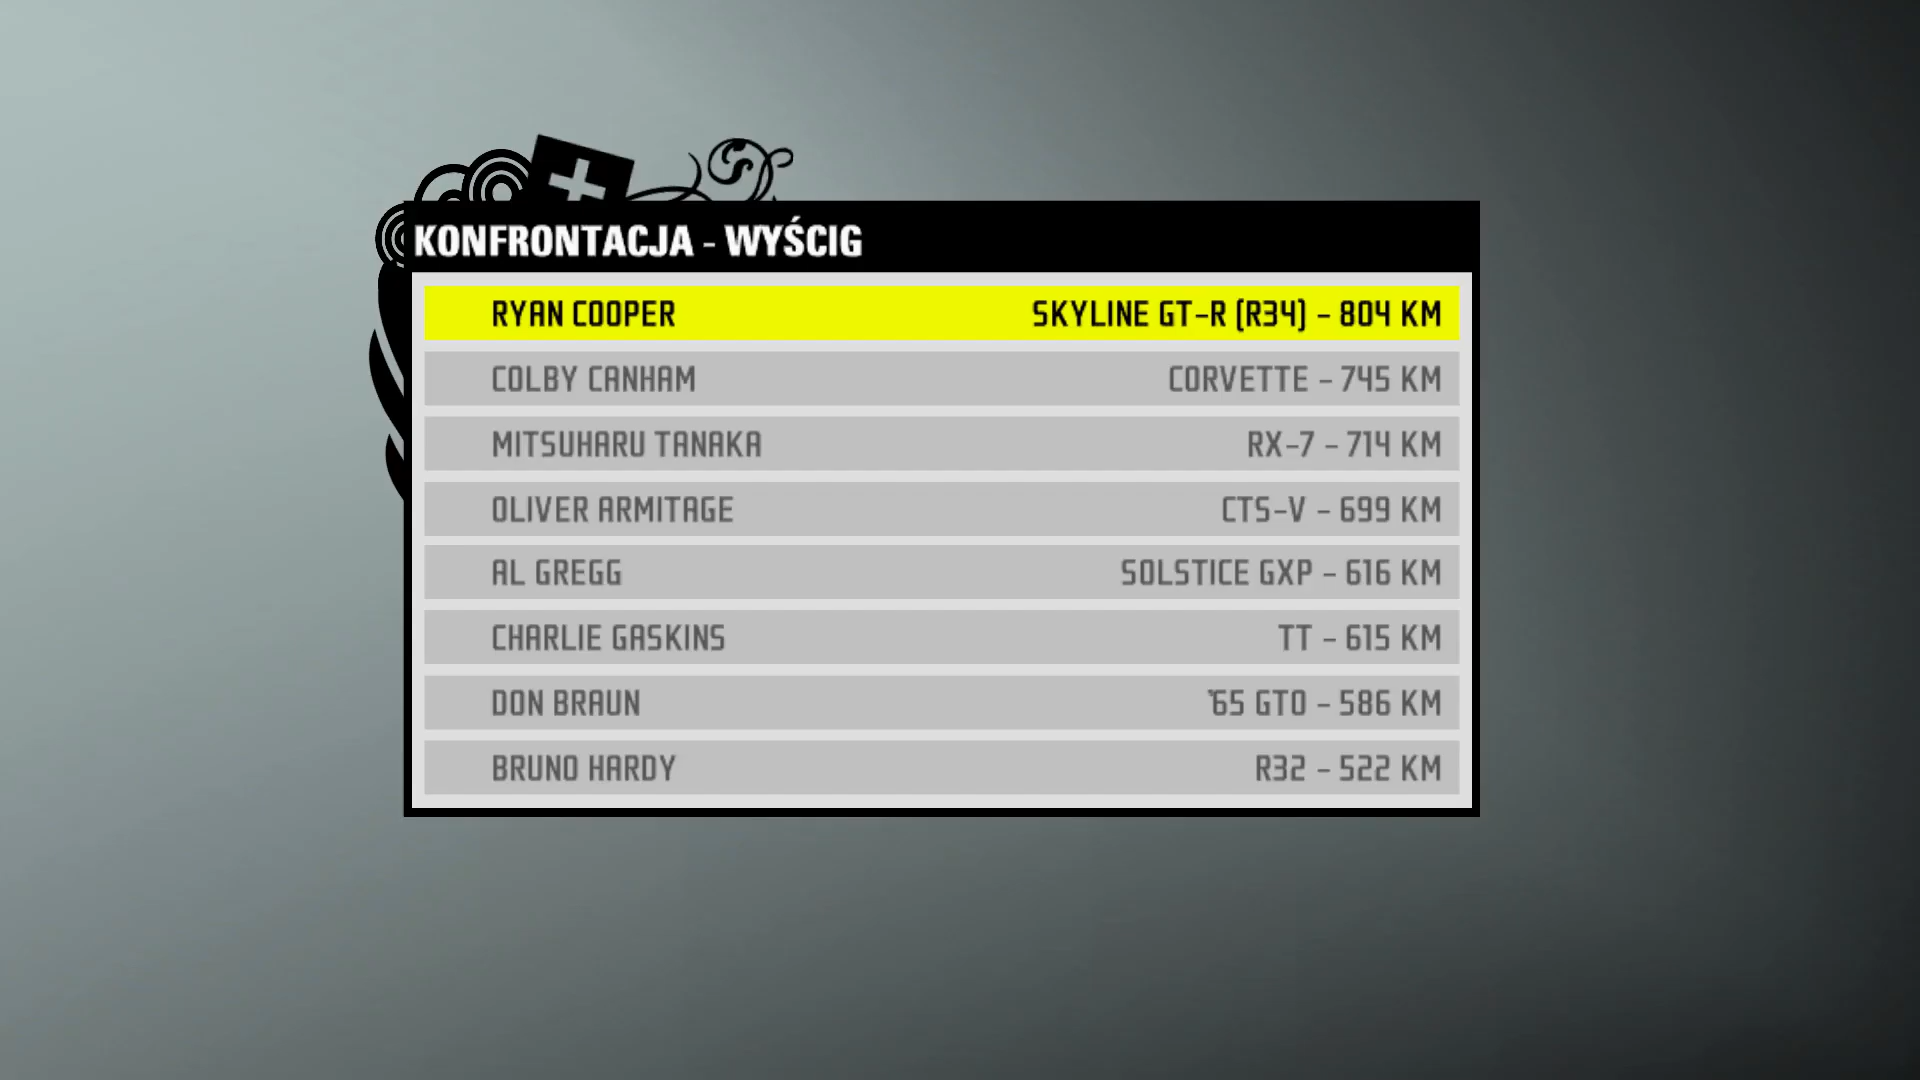 KONFRONTACJA - WYŚCIG
RYAN COOPER SKYLINE GT-R (R34) - 804 KM
COLBY CANHAM CORVETTE - 745 KM
MITSUHARU TANAKA RX-7 - 714 KM
OLIVER ARMITAGE CTS-V - 699 KM
AL GREGG SOLSTICE GXP - 616 KM
CHARLIE GASKINS TT - 615 KM
DON BRAUN '65 GTO - 586 KM
BRUNO HARDY R32 - 522 KM